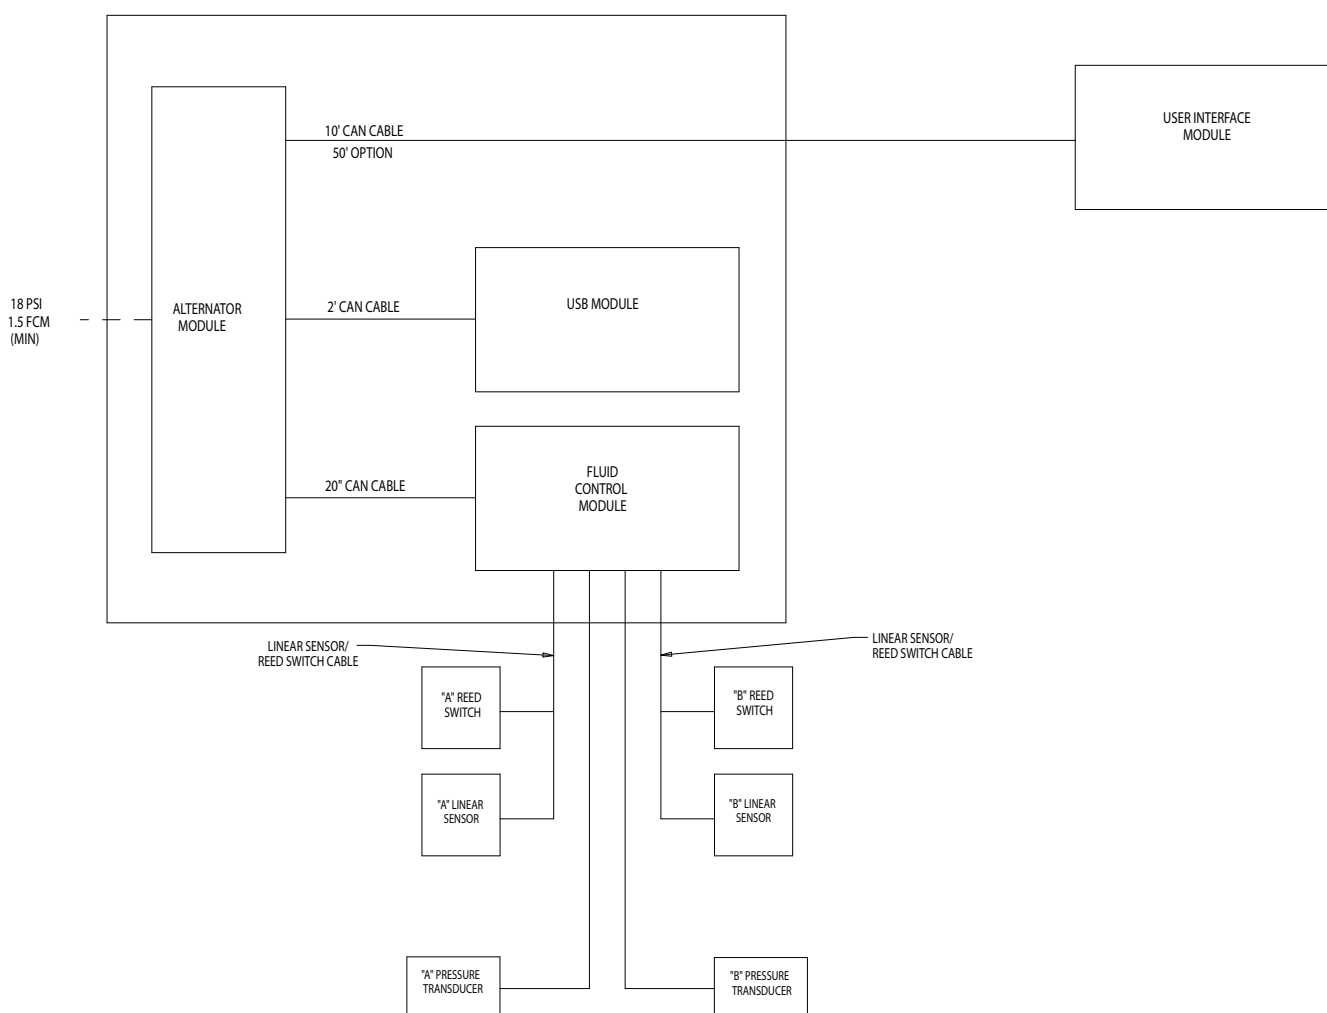 10' CAN CABLE
50' OPTION
USER INTERFACE
MODULE
18 PSI
1.5 FCM
(MIN)
ALTERNATOR
MODULE
2' CAN CABLE
USB MODULE
20" CAN CABLE
FLUID
CONTROL
MODULE
LINEAR SENSOR/
REED SWITCH CABLE
LINEAR SENSOR/
REED SWITCH CABLE
"A" REED
SWITCH
"B" REED
SWITCH
"A" LINEAR
SENSOR
"B" LINEAR
SENSOR
"A" PRESSURE
TRANSDUCER
"B" PRESSURE
TRANSDUCER